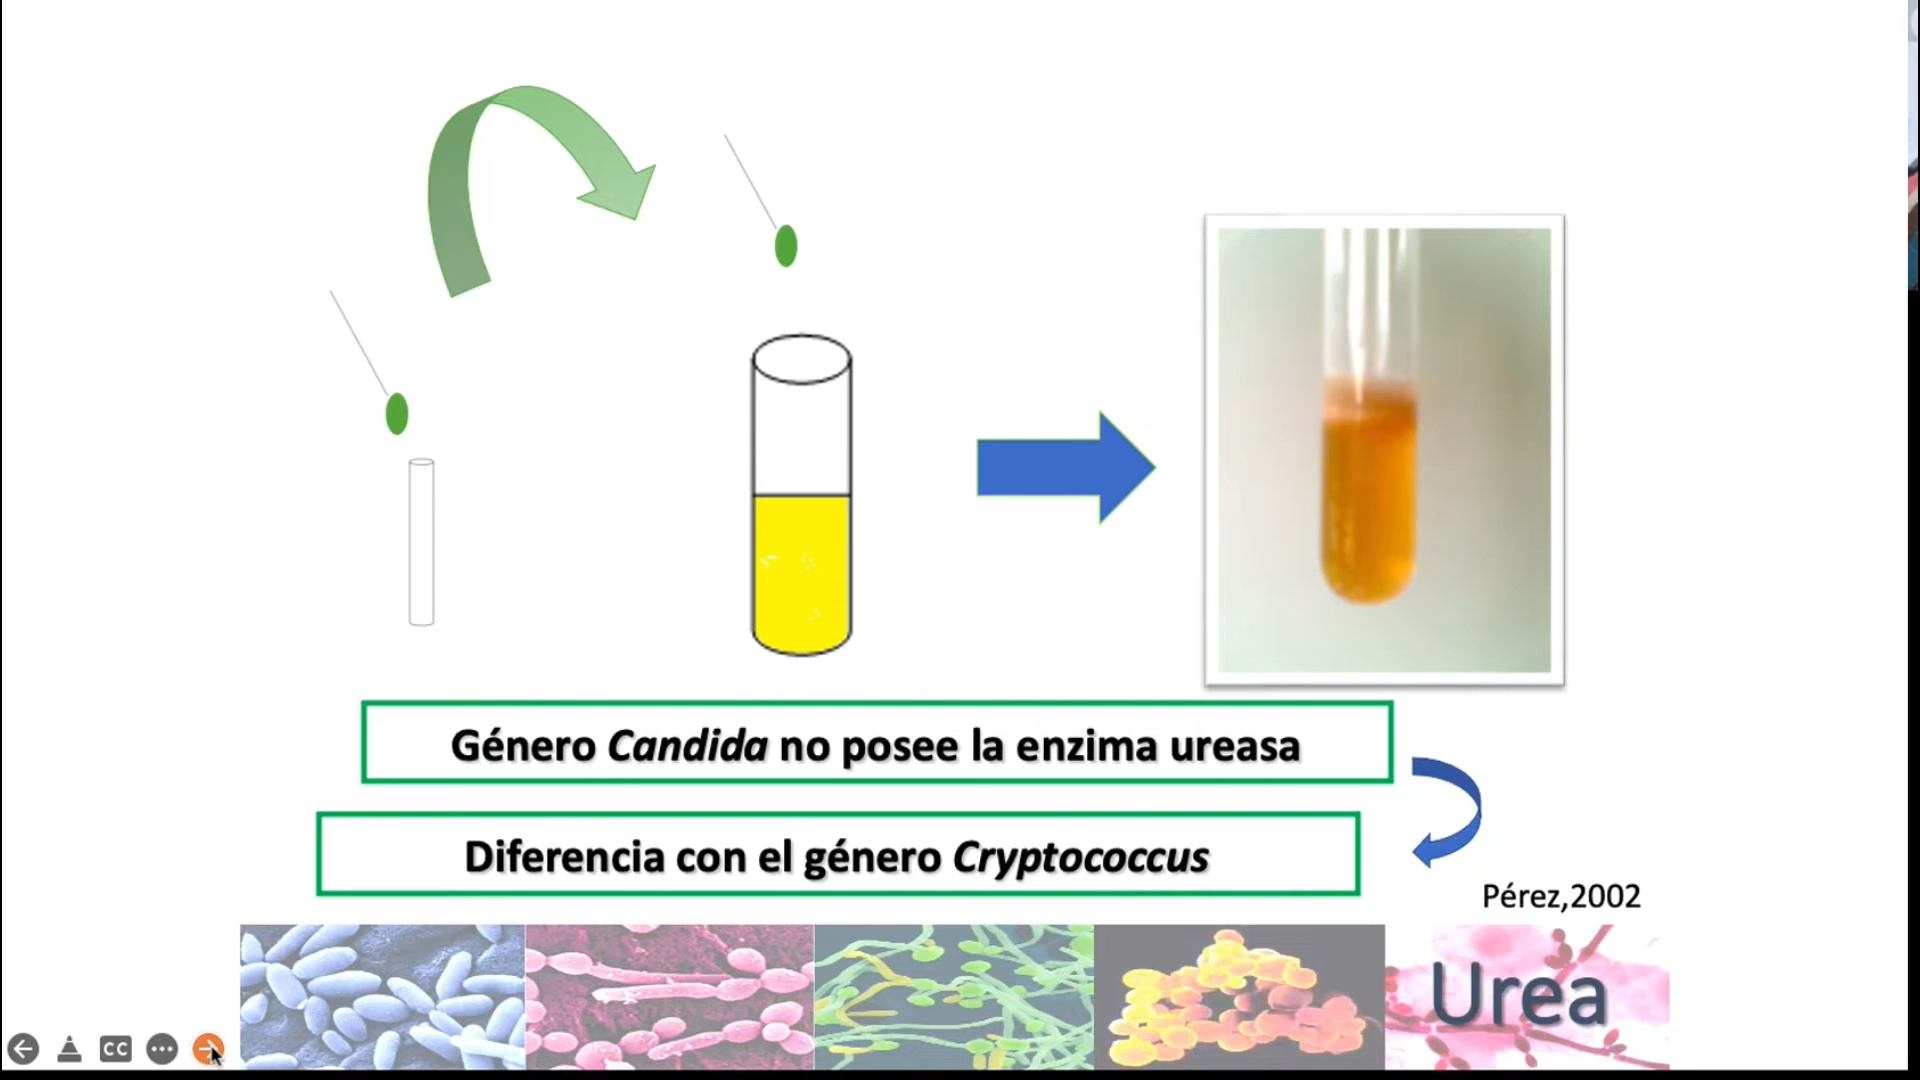 Género Candida no posee la enzima ureasa
Diferencia con el género Cryptococcus
Pérez,2002
Urea
CC